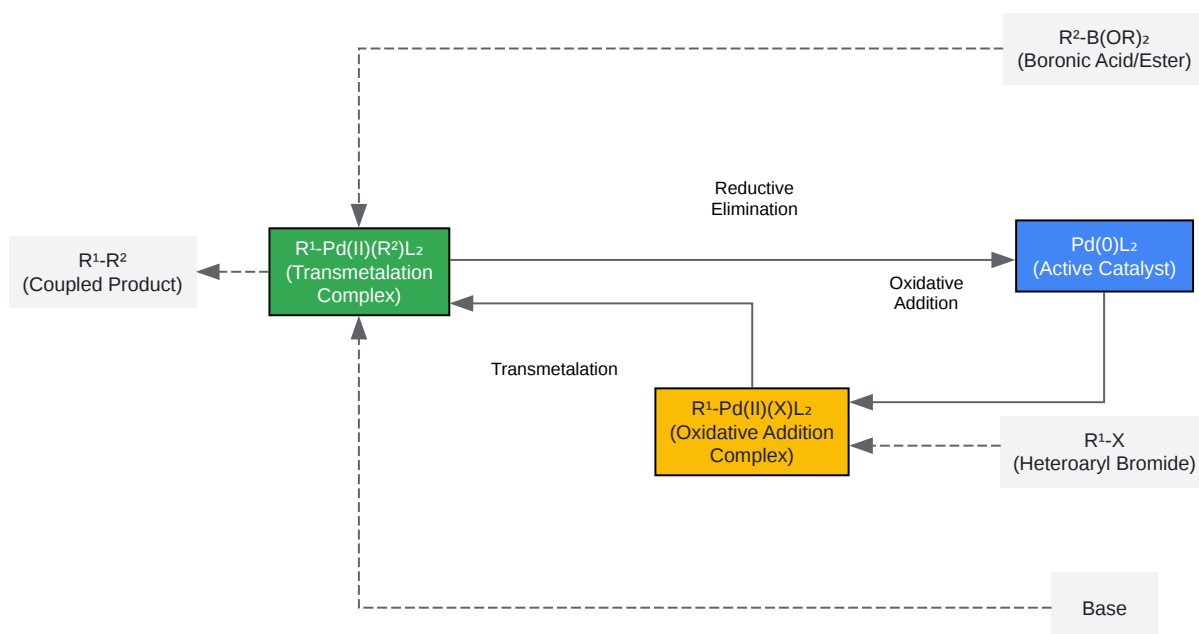 R²-B(OR)₂
(Boronic Acid/Ester)
Reductive
Elimination
R¹-Pd(II)(R²)L₂
(Transmetalation
Complex)
Pd(0)L₂
(Active Catalyst)
R¹-R²
(Coupled Product)
Oxidative
Addition
Transmetalation
R¹-Pd(II)(X)L₂
(Oxidative Addition
Complex)
R¹-X
(Heteroaryl Bromide)
Base